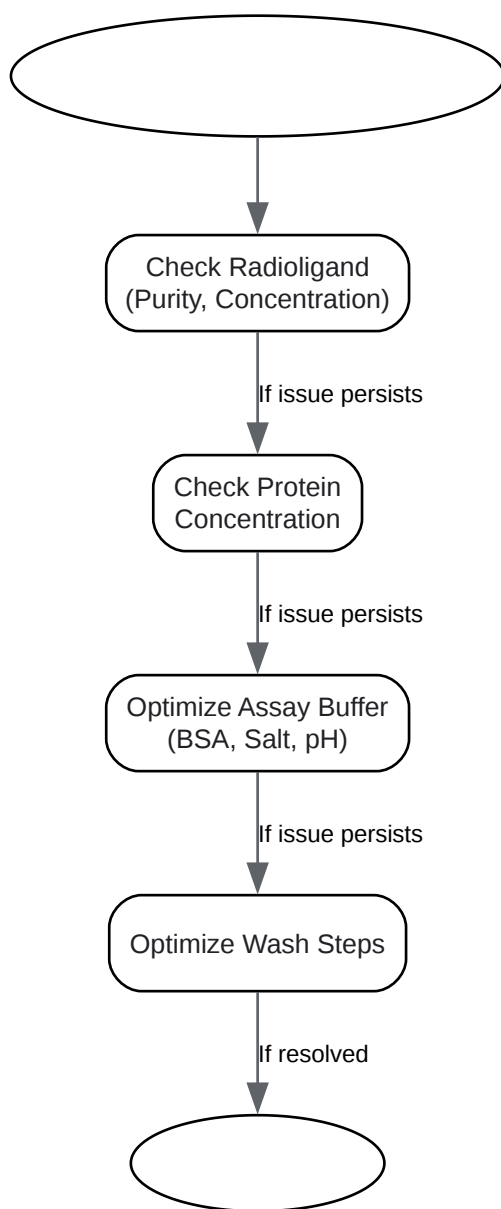 Check Radioligand
(Purity, Concentration)
If issue persists
Check Protein
Concentration
If issue persists
Optimize Assay Buffer
(BSA, Salt, pH)
If issue persists
Optimize Wash Steps
If resolved